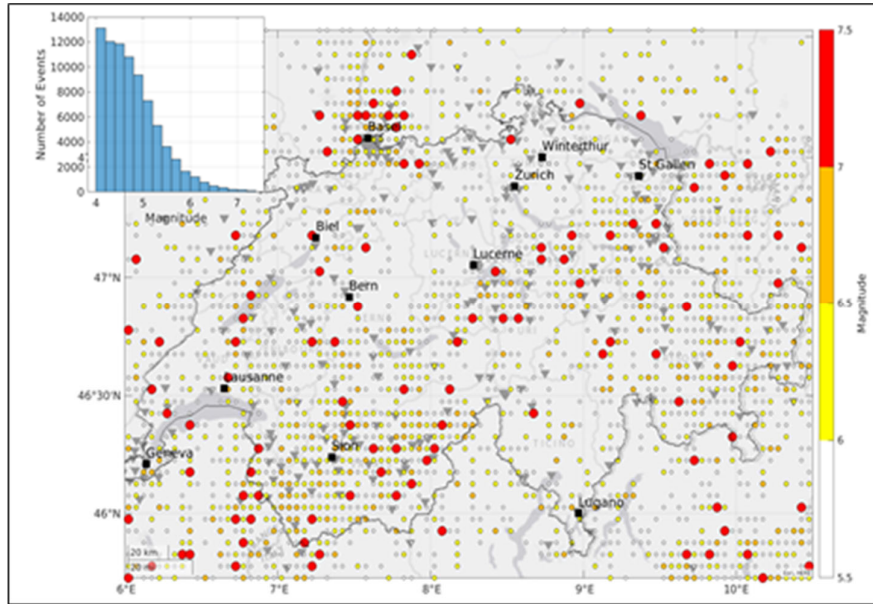 14000
12000
10000
8000
6000
4000
2000
0
Number of Events
4
5
6
7
Magnitude
Basel
Winterthur
Zurich
St Gallen
Biel
LUCERNE
Lucerne
47°N
Bern
46°30'N
Lausanne
TICINO
Sion
Geneva
Lugano
46°N
20 km
6°E
7°E
8°E
9°E
10°E
7.5
7
6.5
6
5.5
Magnitude